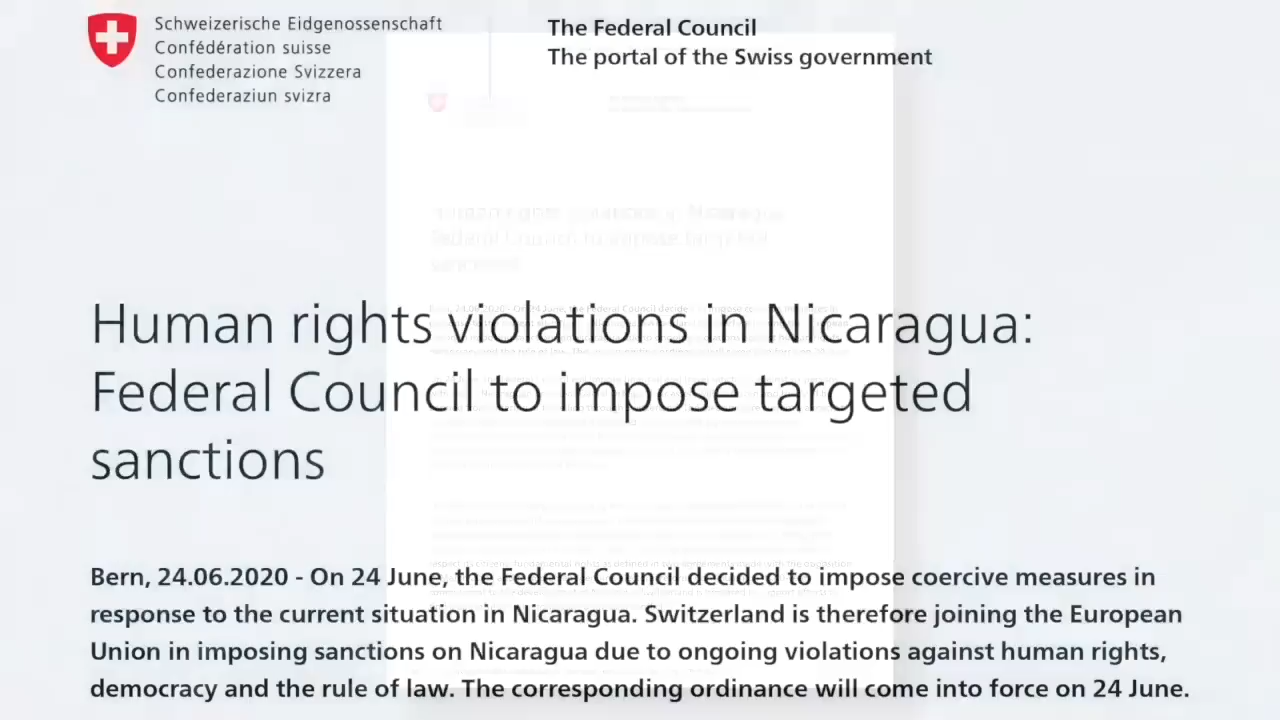 Schweizerische Eidgenossenschaft
Confédération suisse
Confederazione Svizzera
Confederaziun svizra
The Federal Council
The portal of the Swiss government
Human rights violations in Nicaragua:
Federal Council to impose targeted
sanctions
Bern, 24.06.2020 - On 24 June, the Federal Council decided to impose coercive measures in
response to the current situation in Nicaragua. Switzerland is therefore joining the European
Union in imposing sanctions on Nicaragua due to ongoing violations against human rights,
democracy and the rule of law. The corresponding ordinance will come into force on 24 June.